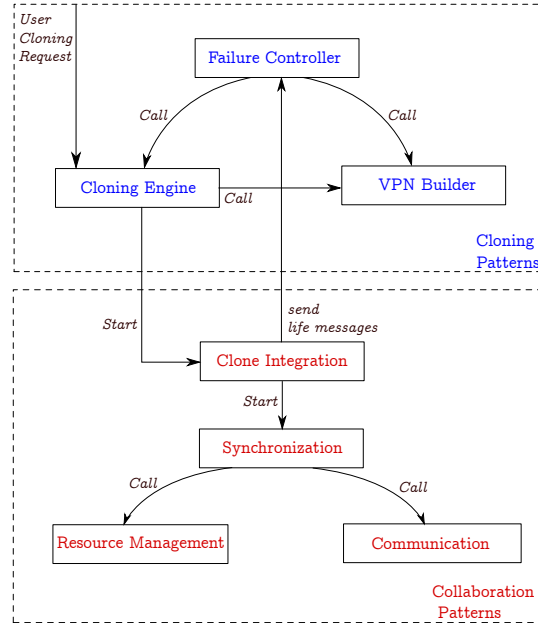 User
Cloning
Request
Failure Controller
Call
Call
Cloning Engine
Call
VPN Builder
Cloning
Patterns
Start
send
life messages
Clone Integration
Start
Synchronization
Call
Call
Resource Management
Communication
Collaboration
Patterns